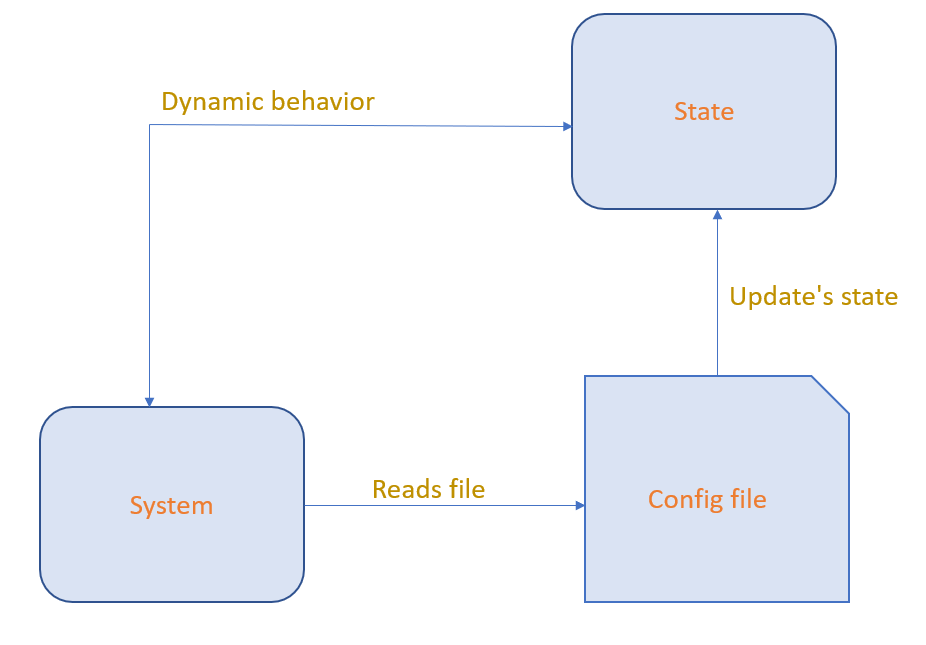 Dynamic behavior
State
Update's state
Reads file
System
Config file